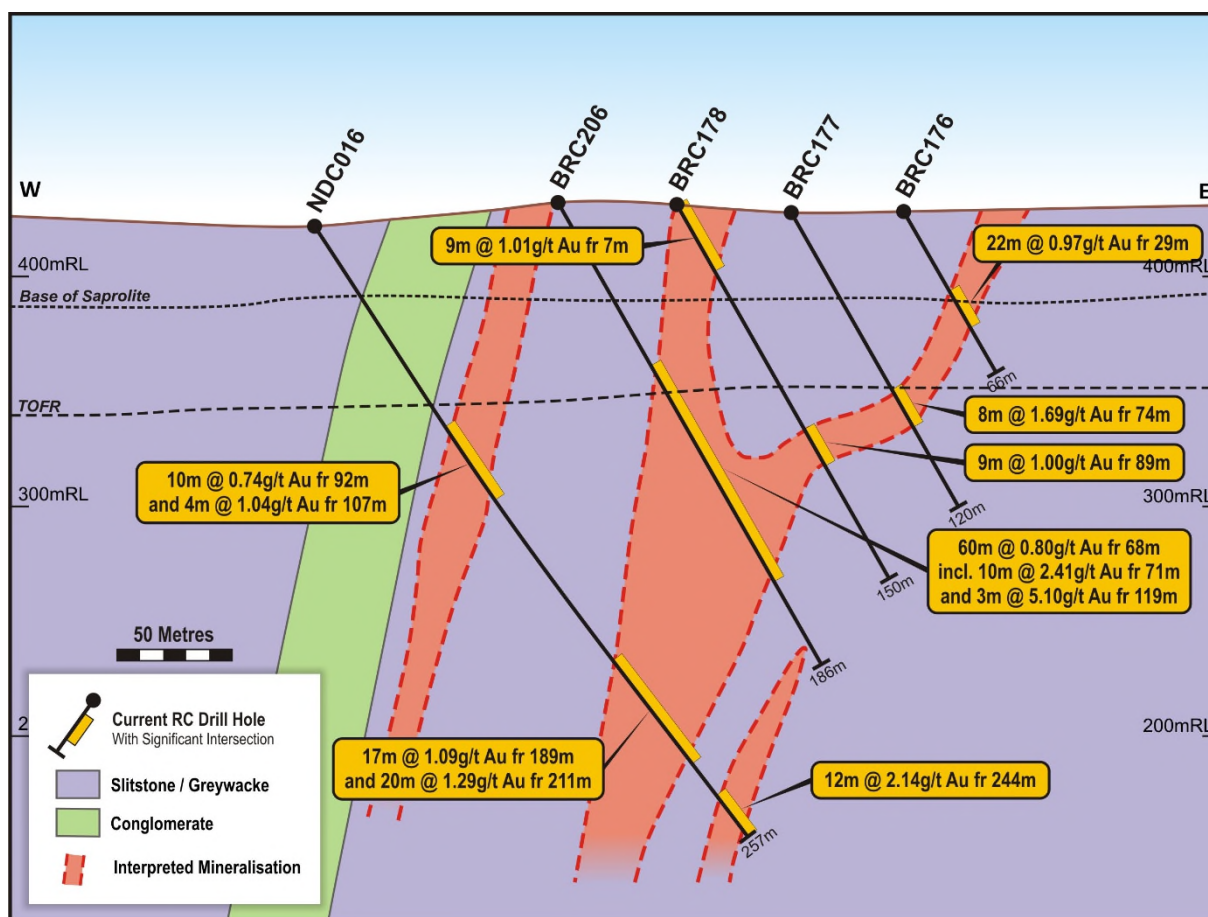 W
E
NDC016
BRC206
BRC178
BRC177
BRC176
9m @ 1.01g/t Au fr 7m
22m @ 0.97g/t Au fr 29m
400mRL
400mRL
Base of Saprolite
66m
TOFR
8m @ 1.69g/t Au fr 74m
9m @ 1.00g/t Au fr 89m
10m @ 0.74g/t Au fr 92m
and 4m @ 1.04g/t Au fr 107m
300mRL
300mRL
120m
60m @ 0.80g/t Au fr 68m
incl. 10m @ 2.41g/t Au fr 71m
and 3m @ 5.10g/t Au fr 119m
150m
186m
50 Metres
2
200mRL
17m @ 1.09g/t Au fr 189m
and 20m @ 1.29g/t Au fr 211m
12m @ 2.14g/t Au fr 244m
257m
Current RC Drill Hole
With Significant Intersection
Slitstone / Greywacke
Conglomerate
Interpreted Mineralisation